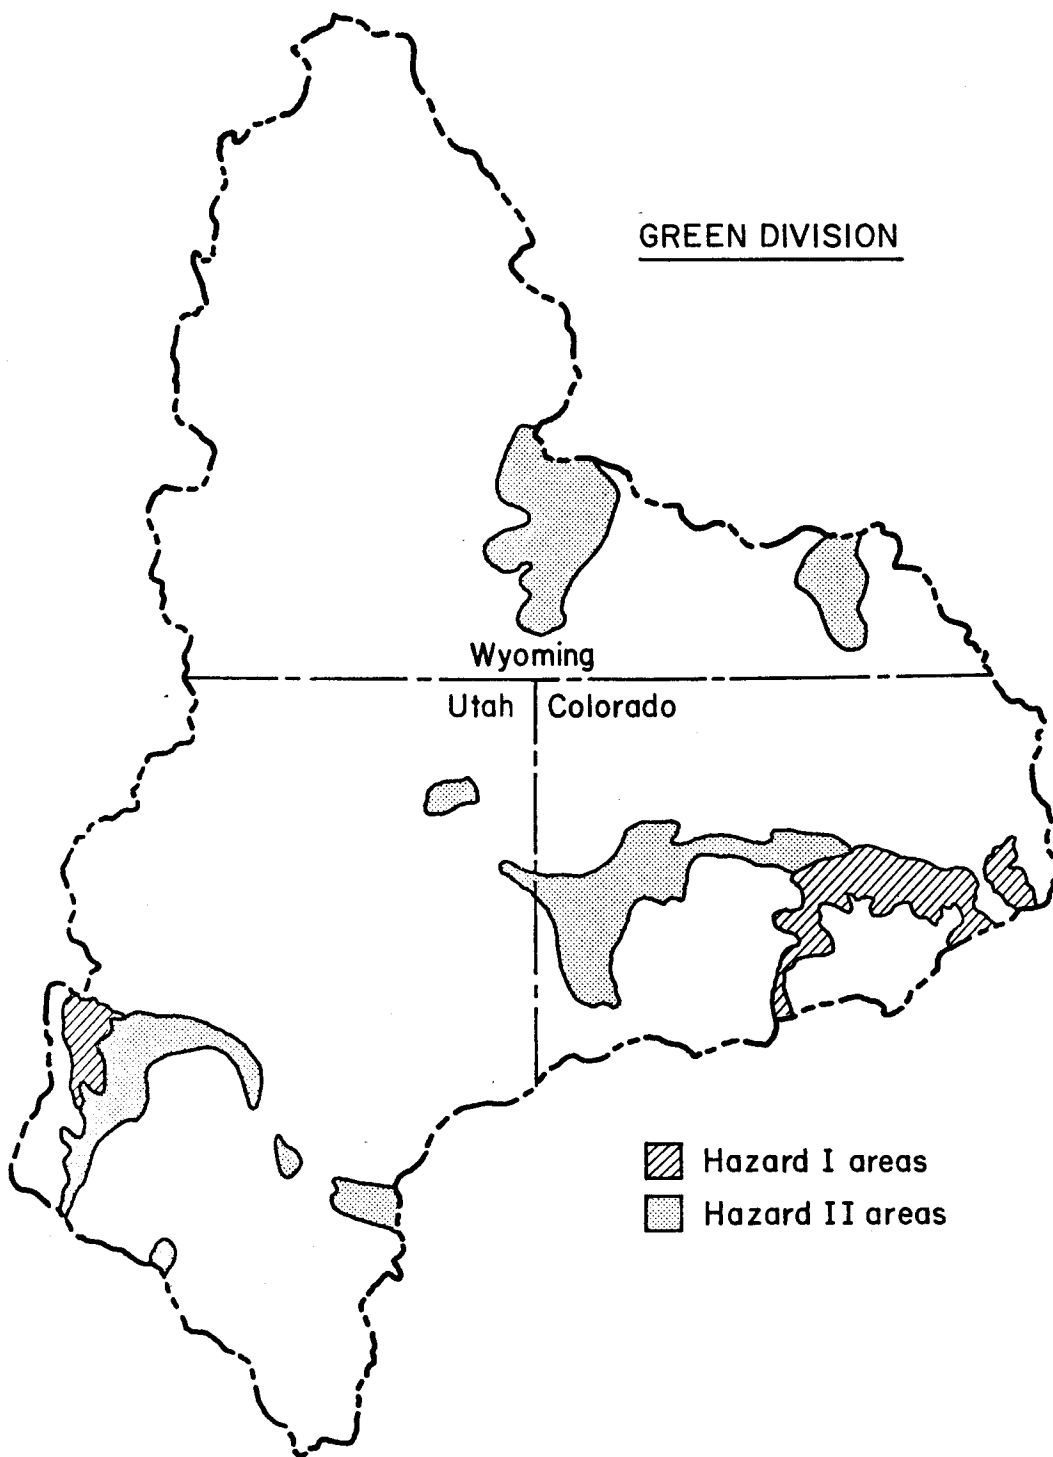 GREEN DIVISION
Wyoming
Utah
Colorado
Hazard I areas
Hazard II areas